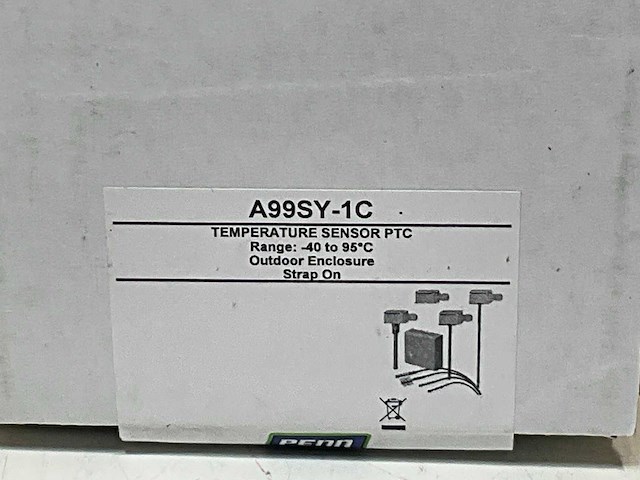 A99SY-1C
TEMPERATURE SENSOR PTC
Range: -40 to 95°C
Outdoor Enclosure
Strap On
PENN